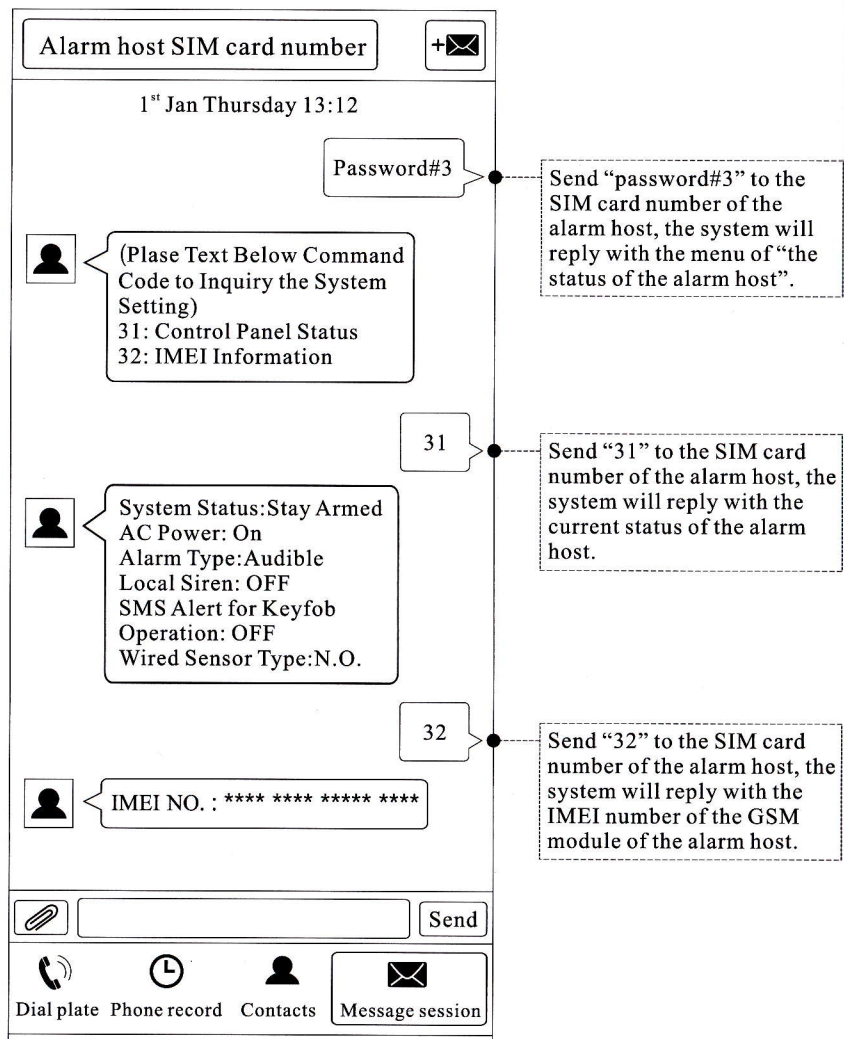 Alarm host SIM card number
+
1st Jan Thursday 13:12
Password#3
Send “password#3” to the
SIM card number of the
alarm host, the system will
reply with the menu of “the
status of the alarm host”.
(Plase Text Below Command
Code to Inquiry the System
Setting)
31: Control Panel Status
32: IMEI Information
31
Send “31” to the SIM card
number of the alarm host, the
system will reply with the
current status of the alarm
host.
System Status:Stay Armed
AC Power: On
Alarm Type:Audible
Local Siren: OFF
SMS Alert for Keyfob
Operation: OFF
Wired Sensor Type:N.O.
32
Send “32” to the SIM card
number of the alarm host, the
system will reply with the
IMEI number of the GSM
module of the alarm host.
IMEI NO. : **** **** ***** ****
Send
Dial plate Phone record Contacts Message session